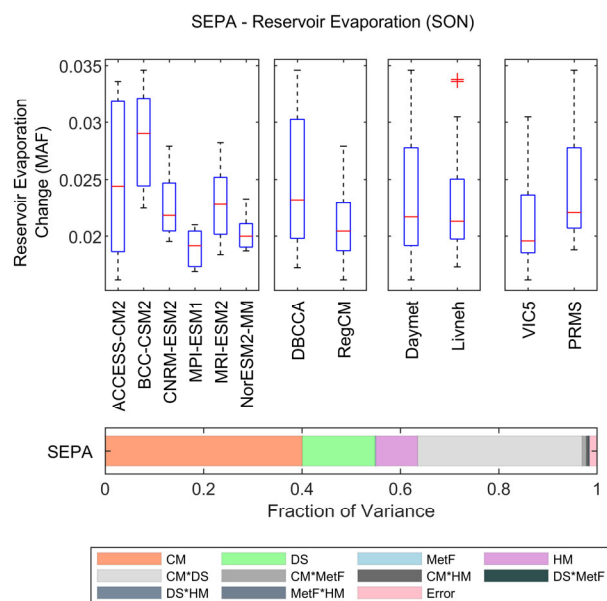 SEPA - Reservoir Evaporation (SON)
Reservoir Evaporation
Change (MAF)
0.035
0.03
0.025
0.02
ACCESS-CM2
BCC-CSM2
CNRM-ESM2
MPI-ESM1
MRI-ESM2
NorESM2-MM
DBCCA
RegCM
Daymet
Livneh
VIC5
PRMS
SEPA
0 0.2 0.4 0.6 0.8 1
Fraction of Variance
CM DS MetF HM
CM*DS CM*MetF CM*HM DS*MetF
DS*HM MetF*HM Error